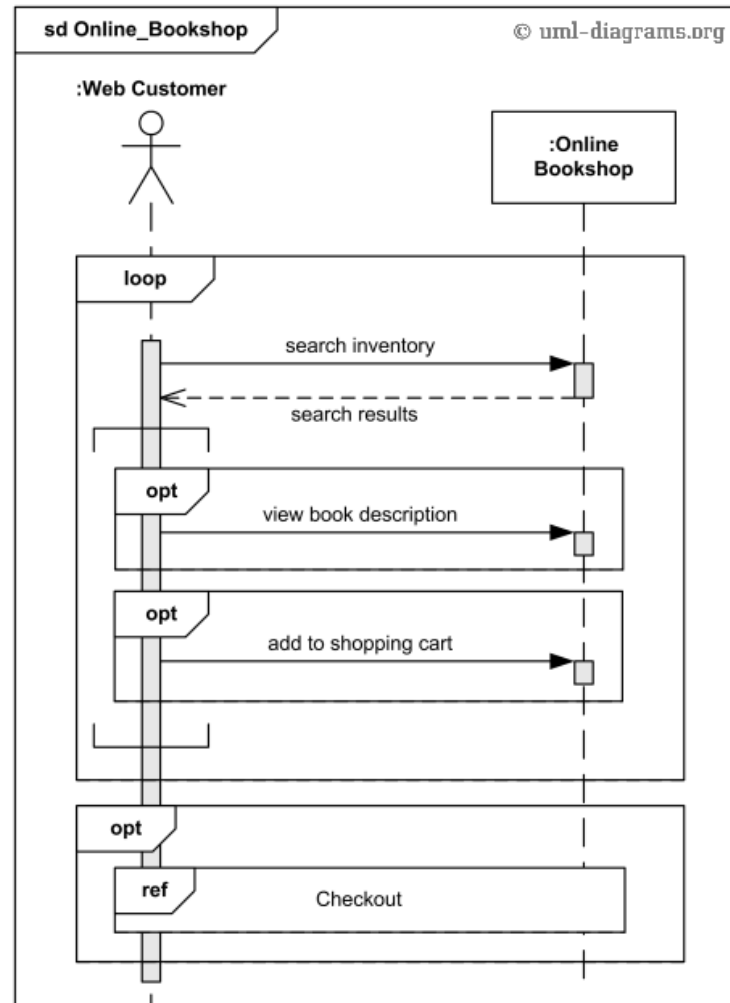 sd Online_Bookshop
© uml-diagrams.org
:Web Customer
:Online
Bookshop
loop
search inventory
search results
opt
view book description
opt
add to shopping cart
opt
ref
Checkout